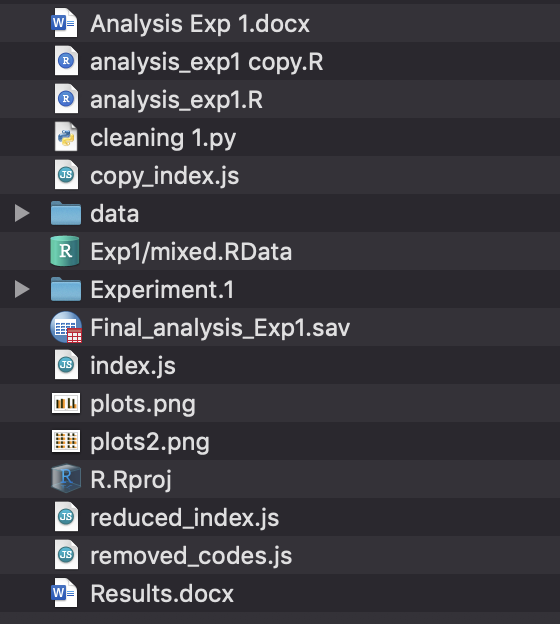 Analysis Exp 1.docx
analysis_exp1 copy.R
analysis_exp1.R
cleaning 1.py
copy_index.js
data
Exp1/mixed.RData
Experiment.1
Final_analysis_Exp1.sav
index.js
plots.png
plots2.png
R.Rproj
reduced_index.js
removed_codes.js
Results.docx